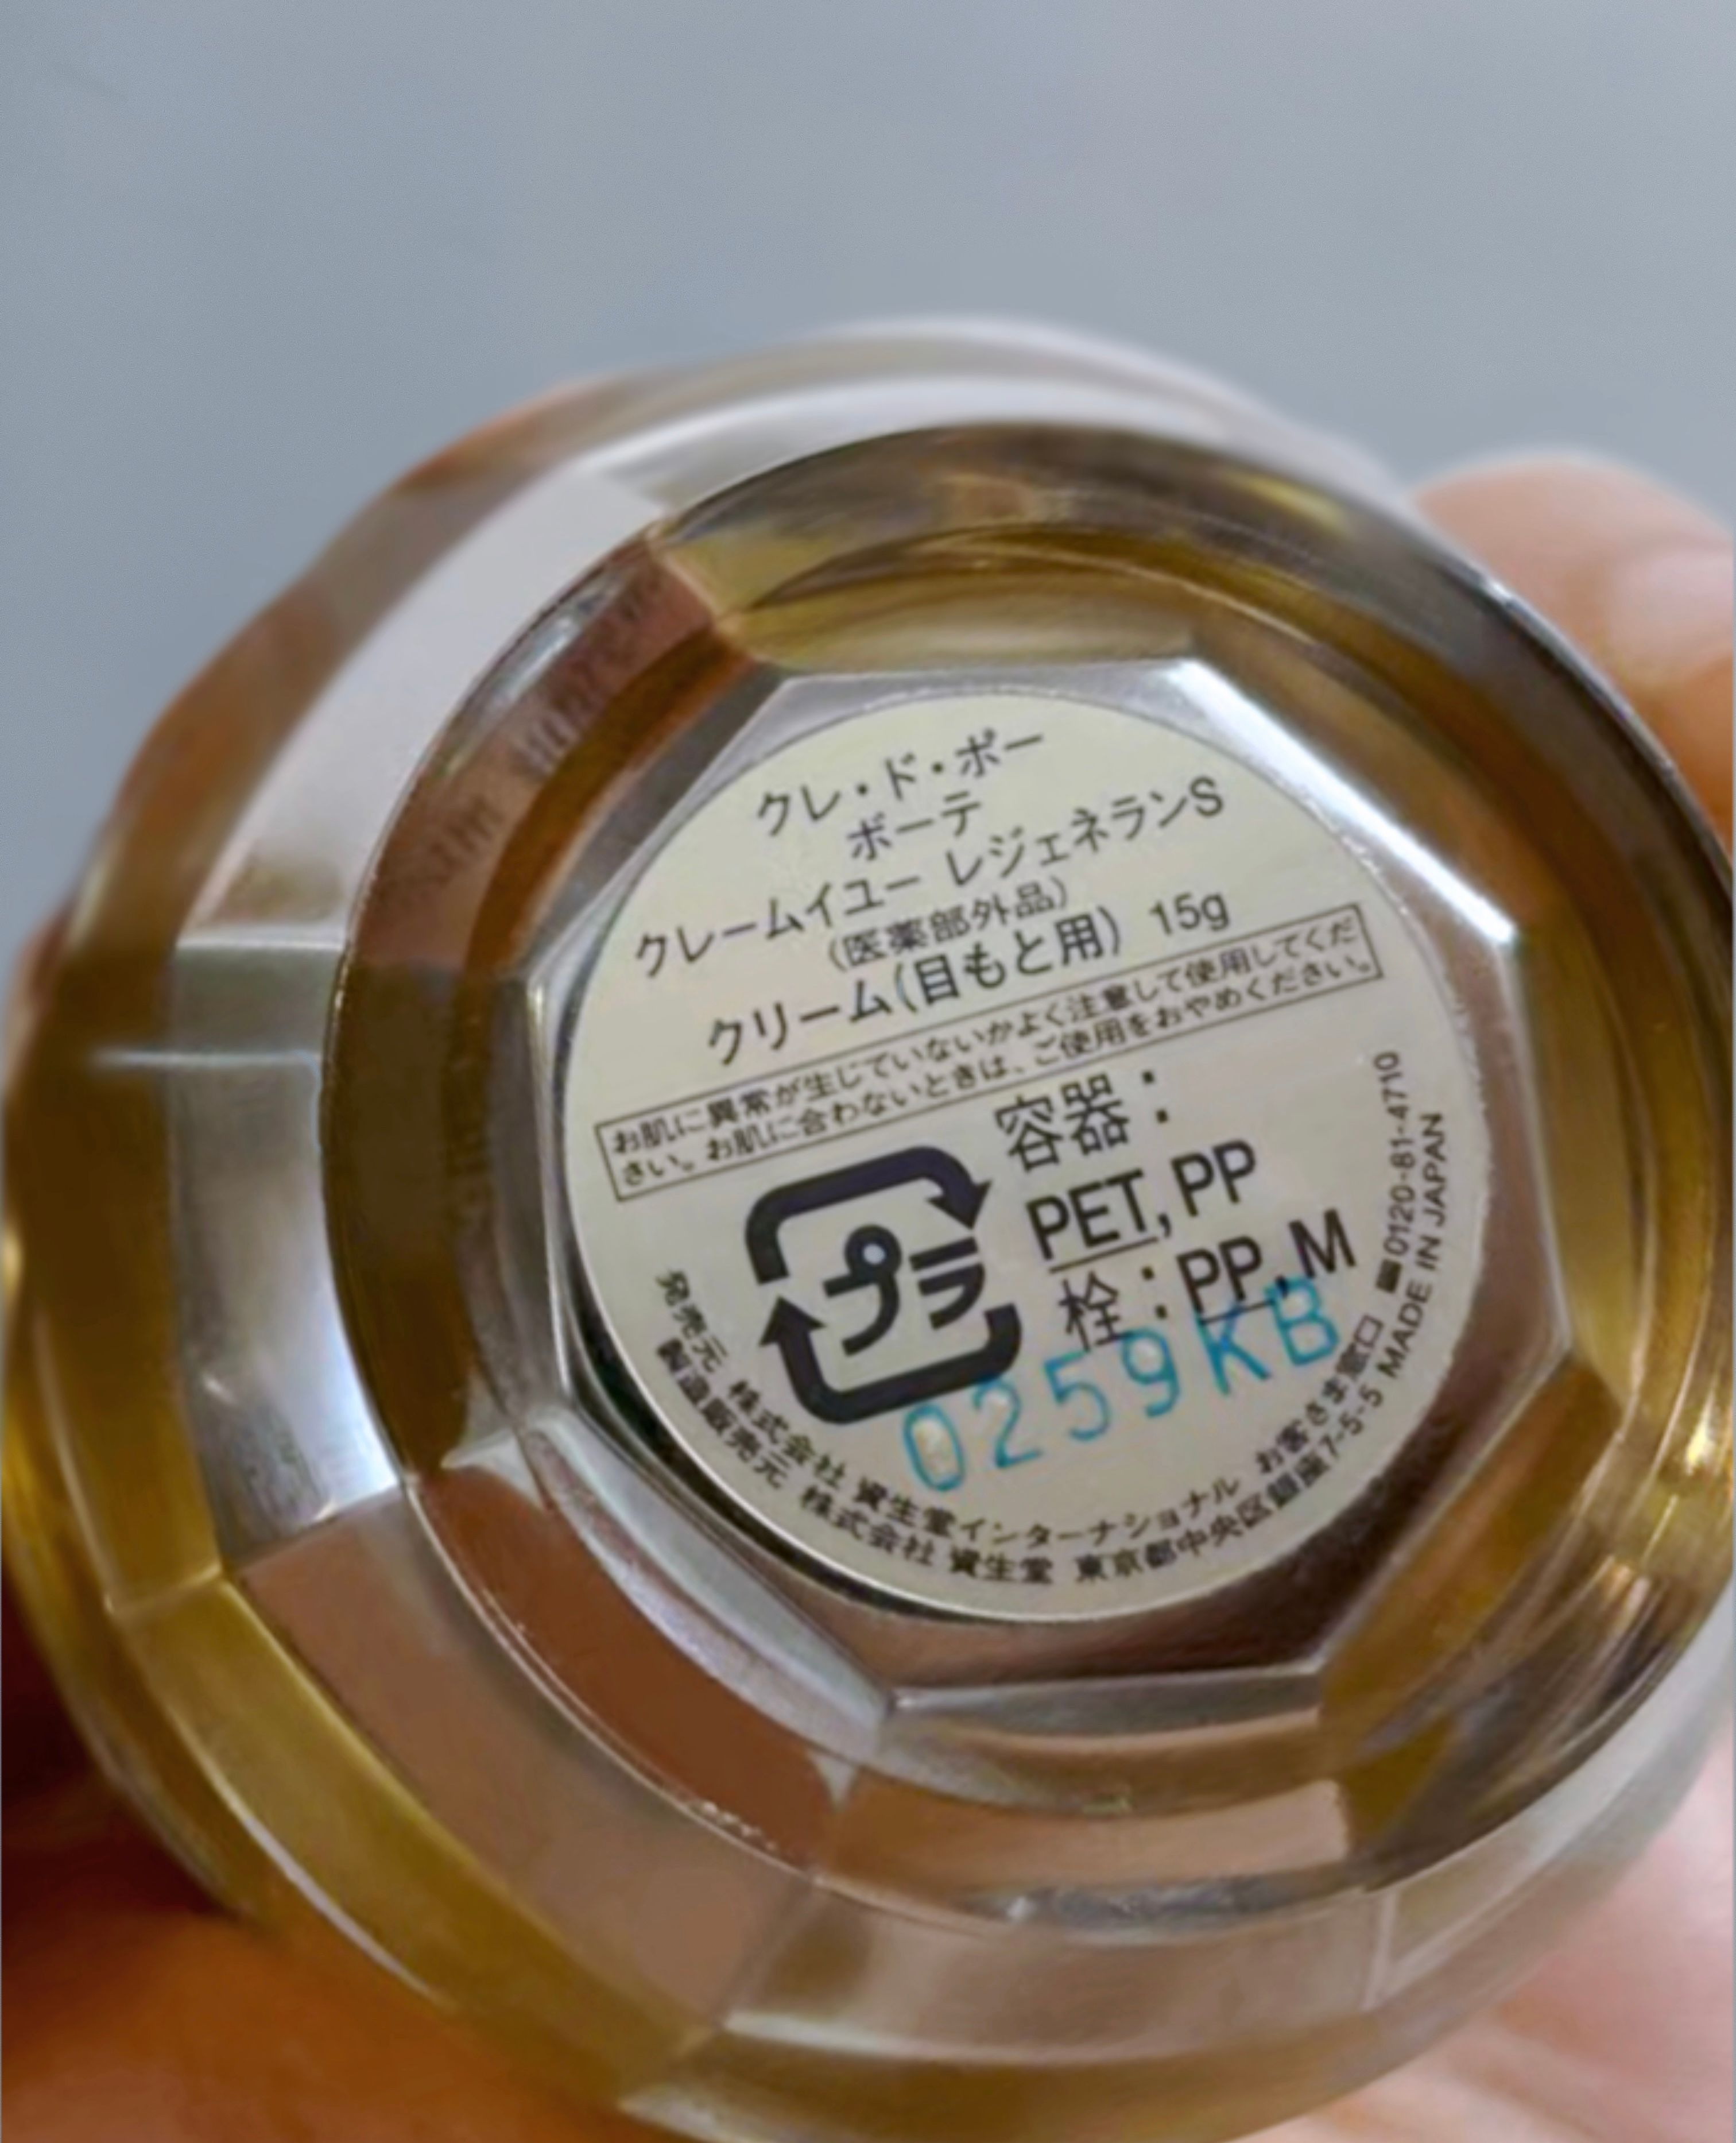 クレ・ド・ポー
ボーテ
クレームイユー レジェネランS
(医薬部外品)
クリーム(目もと用) 15g
お肌に異常が生じていないかよく注意して使用してくだ
さい。お肌に合わないときは、ご使用をおやめください。
容器:
PET, PP
プラ
栓:PP, M
0259KB
発売元 株式会社 資生堂インターナショナル お客さま窓口 0120-81-4710
製造販売元 株式会社 資生堂 東京都中央区銀座7-5-5 MADE IN JAPAN